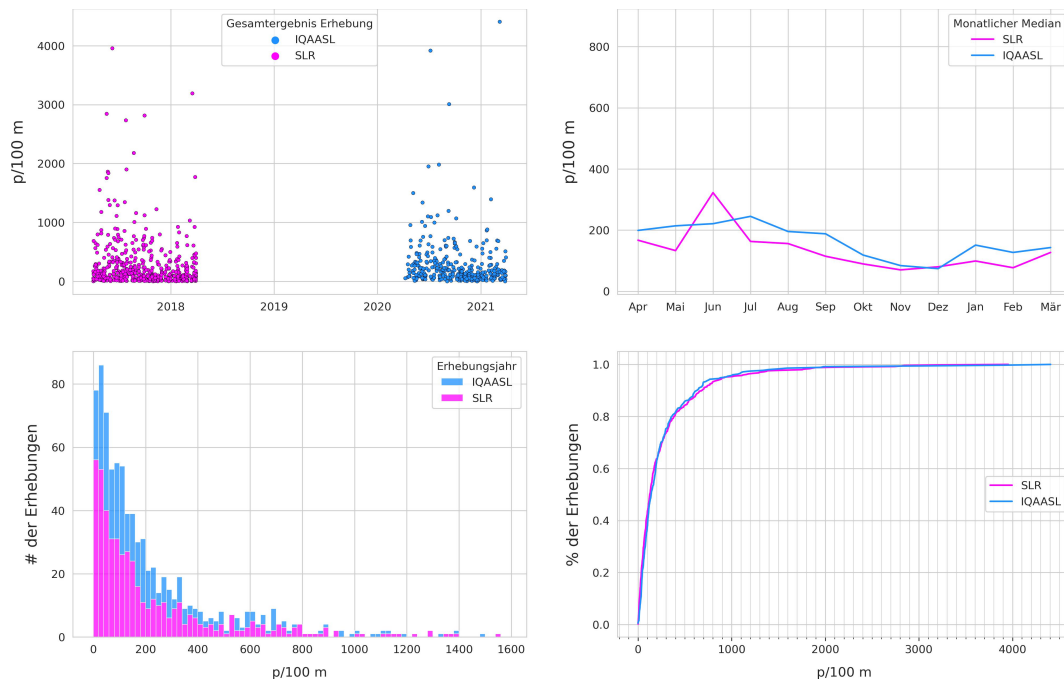 Gesamtergebnis Erhebung
IQAASL
SLR
p/100 m
4000
3000
2000
1000
0
2018
2019
2020
2021
Monatlicher Median
SLR
IQAASL
p/100 m
800
600
400
200
0
Apr
Mai
Jun
Jul
Aug
Sep
Okt
Nov
Dez
Jan
Feb
Mär
Erhebungsjahr
IQAASL
SLR
# der Erhebungen
80
60
40
20
0
0
200
400
600
800
1000
1200
1400
1600
p/100 m
% der Erhebungen
1.0
0.8
0.6
0.4
0.2
0.0
SLR
IQAASL
0
1000
2000
3000
4000
p/100 m